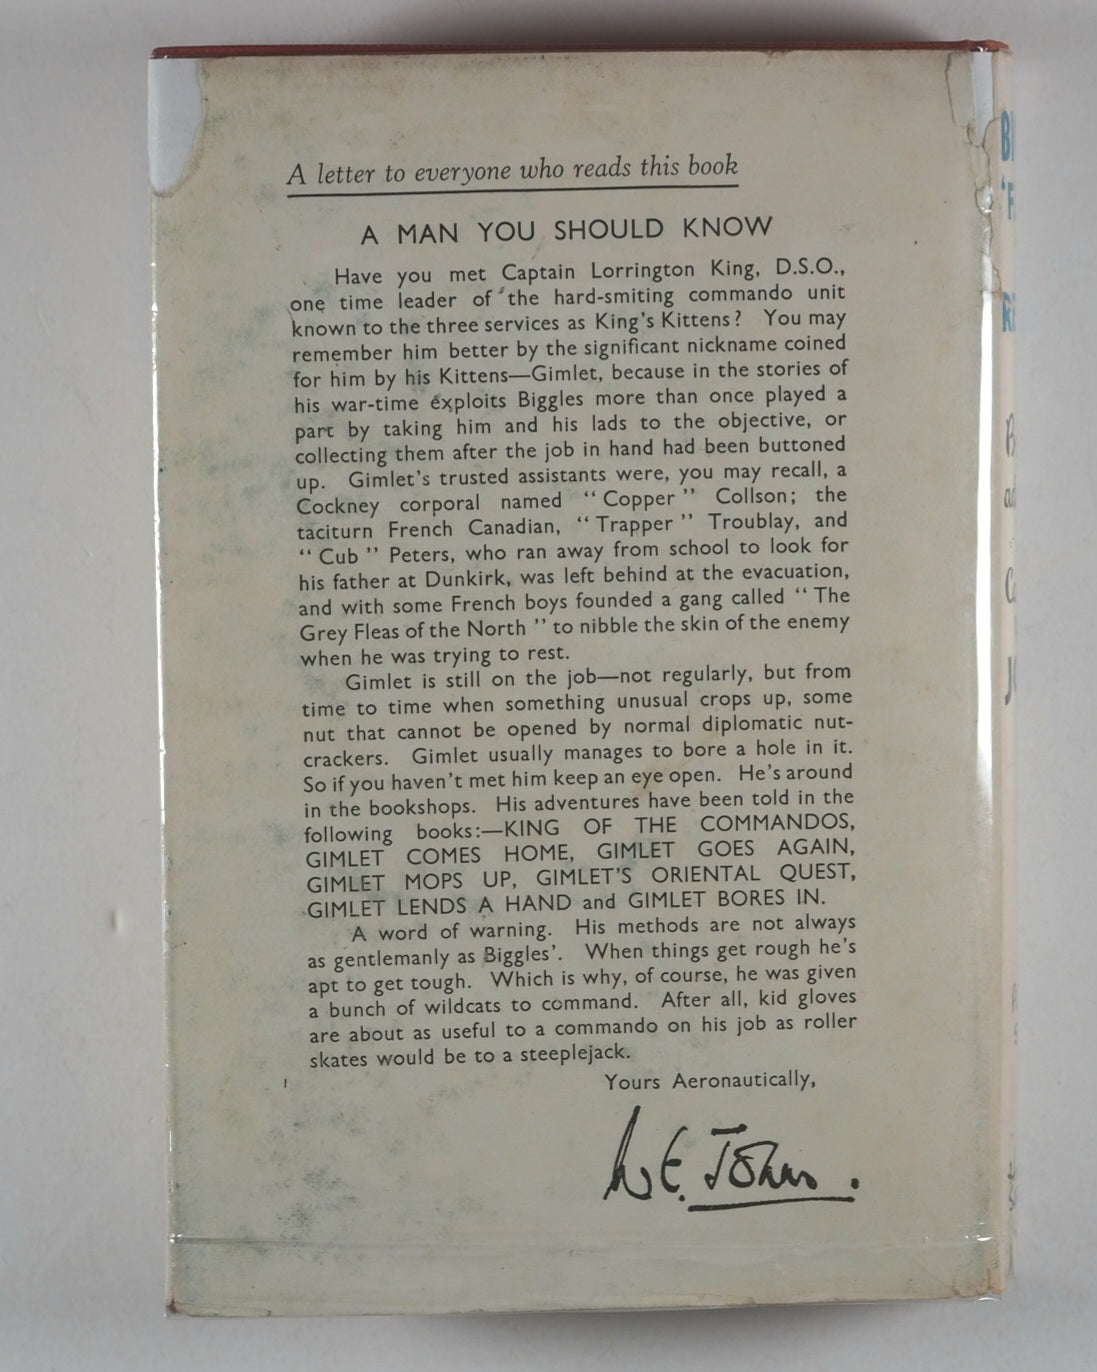 A letter to everyone who reads this book
A MAN YOU SHOULD KNOW
Have you met Captain Lorrington King, D.S.O.,
one time leader of the hard-smiting commando unit
known to the three services as King's Kittens? You may
remember him better by the significant nickname coined
for him by his Kittens—Gimlet, because in the stories of
his war-time exploits Biggles more than once played a
part by taking him and his lads to the objective, or
collecting them after the job in hand had been buttoned
up. Gimlet's trusted assistants were, you may recall, a
Cockney corporal named “Copper” Collson; the
taciturn French Canadian, “Trapper” Troublay, and
“Cub” Peters, who ran away from school to look for
his father at Dunkirk, was left behind at the evacuation,
and with some French boys founded a gang called “The
Grey Fleas of the North” to nibble the skin of the enemy
when he was trying to rest.
Gimlet is still on the job—not regularly, but from
time to time when something unusual crops up, some
nut that cannot be opened by normal diplomatic nut-
crackers. Gimlet usually manages to bore a hole in it.
So if you haven't met him keep an eye open. He's around
in the bookshops. His adventures have been told in the
following books:—KING OF THE COMMANDOS,
GIMLET COMES HOME, GIMLET GOES AGAIN,
GIMLET MOPS UP, GIMLET'S ORIENTAL QUEST,
GIMLET LENDS A HAND and GIMLET BORES IN.
A word of warning. His methods are not always
as gentlemanly as Biggles'. When things get rough he's
apt to get tough. Which is why, of course, he was given
a bunch of wildcats to command. After all, kid gloves
are about as useful to a commando on his job as roller
skates would be to a steeplejack.
Yours Aeronautically,
W.E. Johns.